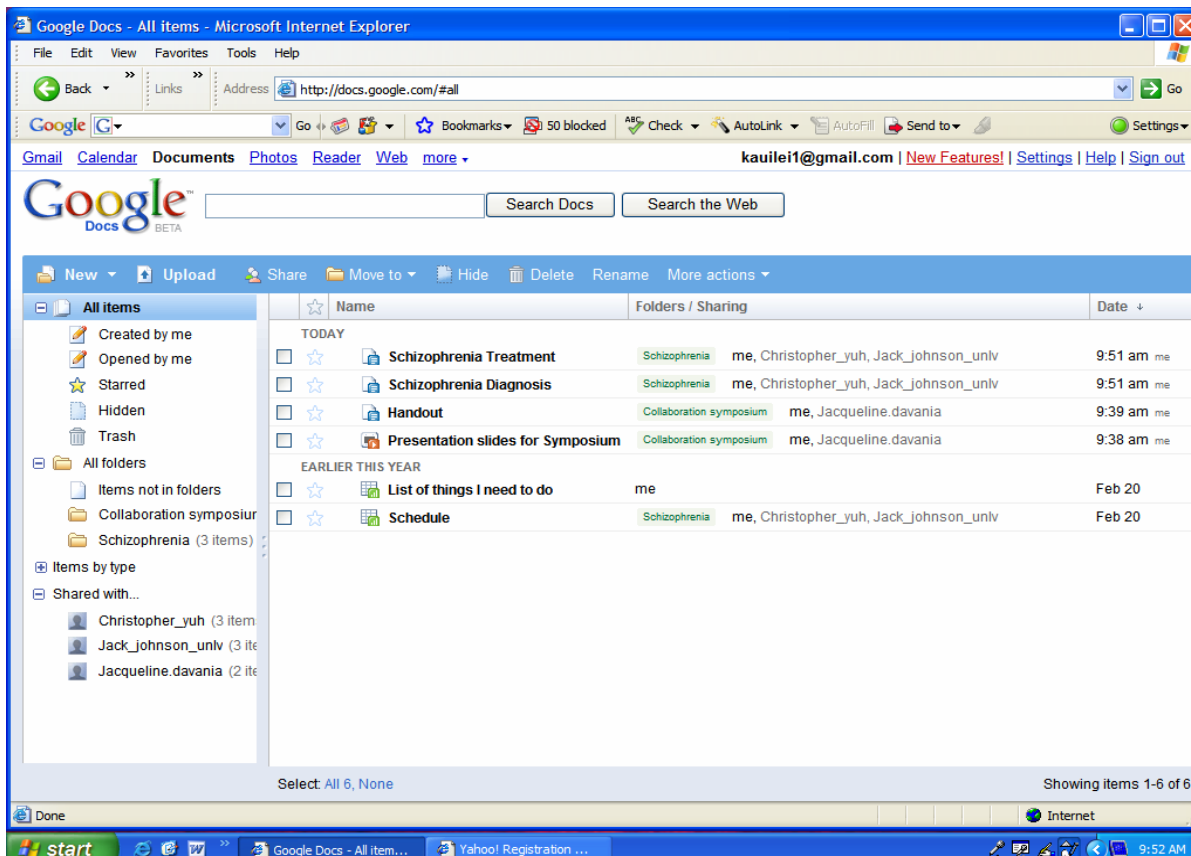 Google Docs - All items - Microsoft Internet Explorer
File Edit View Favorites Tools Help
Back » Links » Address http://docs.google.com/#all Go
Google G Go Bookmarks 50 blocked ABC Check AutoLink AutoFill Send to Settings
Gmail Calendar Documents Photos Reader Web more kauilei1@gmail.com | New Features! | Settings | Help | Sign out
Google™ Docs BETA Search Docs Search the Web
New Upload Share Move to Hide Delete Rename More actions
All items Name Folders / Sharing Date
Created by me TODAY
Opened by me Schizophrenia Treatment Schizophrenia me, Christopher_yuh, Jack_johnson_unlv 9:51 am me
Starred Schizophrenia Diagnosis Schizophrenia me, Christopher_yuh, Jack_johnson_unlv 9:51 am me
Hidden Handout Collaboration symposium me, Jacqueline.davania 9:39 am me
Trash Presentation slides for Symposium Collaboration symposium me, Jacqueline.davania 9:38 am me
All folders EARLIER THIS YEAR
Items not in folders List of things I need to do me Feb 20
Collaboration symposiur Schedule Schizophrenia me, Christopher_yuh, Jack_johnson_unlv Feb 20
Schizophrenia (3 items)
Items by type
Shared with...
Christopher_yuh (3 item
Jack_johnson_unlv (3 ite
Jacqueline.davania (2 ite
Select: All 6, None Showing items 1-6 of 6
Done Internet
start W » Google Docs - All item... Yahoo! Registration ... 9:52 AM